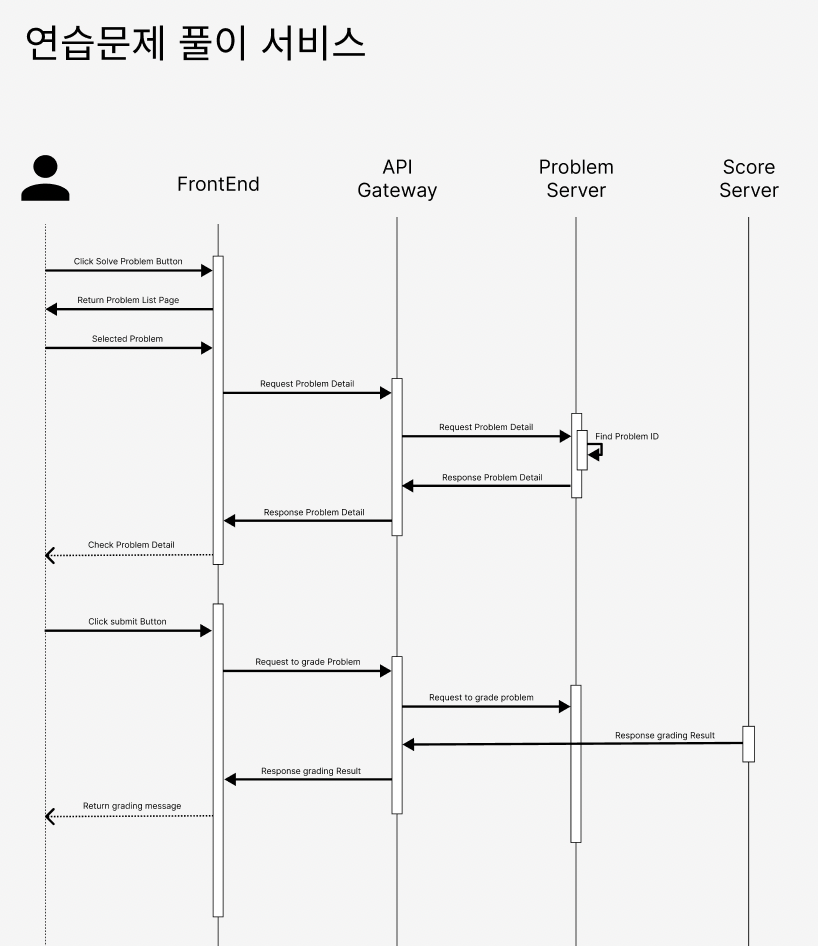 연습문제 풀이 서비스
FrontEnd
API
Gateway
Problem
Server
Score
Server
Click Solve Problem Button
Return Problem List Page
Selected Problem
Request Problem Detail
Request Problem Detail
Find Problem ID
Response Problem Detail
Response Problem Detail
Check Problem Detail
Click submit Button
Request to grade Problem
Request to grade problem
Response grading Result
Response grading Result
Return grading message